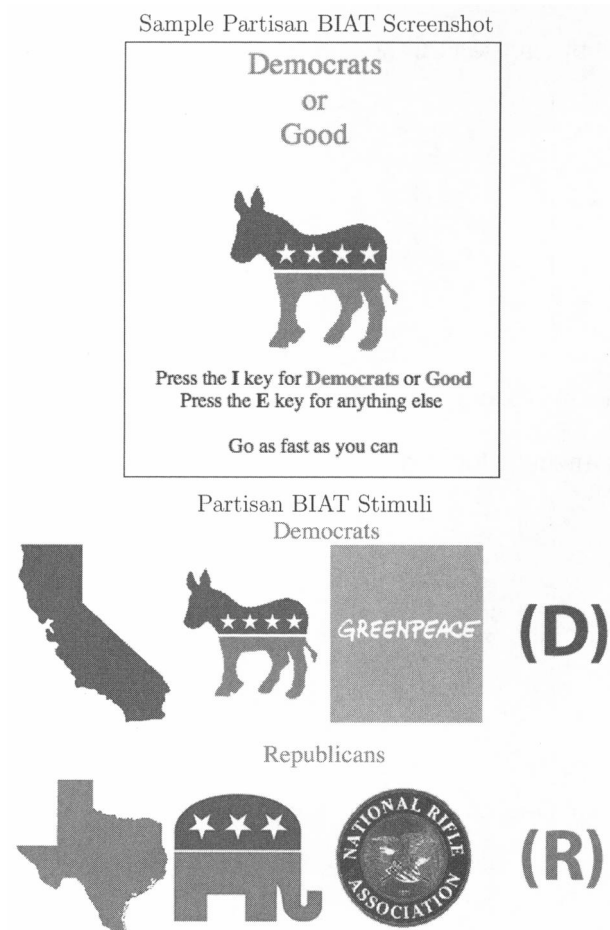 Sample Partisan BIAT Screenshot
Democrats
or
Good
Press the I key for Democrats or Good
Press the E key for anything else
Go as fast as you can
Partisan BIAT Stimuli
Democrats
GREENPEACE
(D)
Republicans
NATIONAL RIFLE
ASSOCIATION
(R)